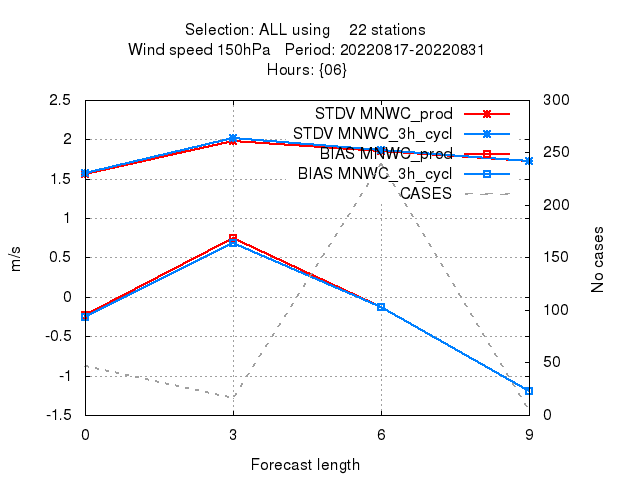 Selection: ALL using 22 stations
Wind speed 150hPa Period: 20220817-20220831
Hours: {06}
2.5
2
1.5
1
0.5
0
-0.5
-1
-1.5
m/s
STDV MNWC_prod
STDV MNWC_3h_cycl
BIAS MNWC_prod
BIAS MNWC_3h_cycl
CASES
300
250
200
150
100
50
0
No cases
0 3 6 9
Forecast length